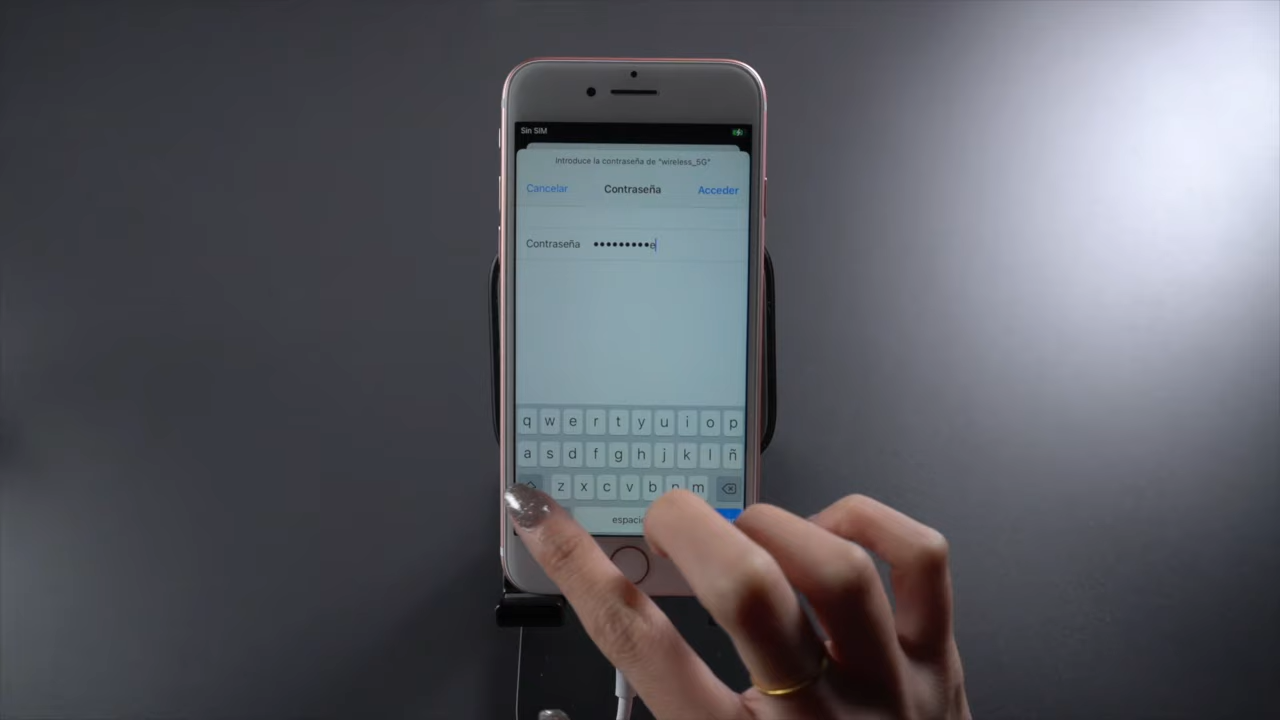 Sin SIM
Introduce la contraseña de "wireless_5G"
Cancelar Contraseña Acceder
Contraseña •••••••••e
q w e r t y u i o p
a s d f g h j k l ñ
z x c v b n m
espacio